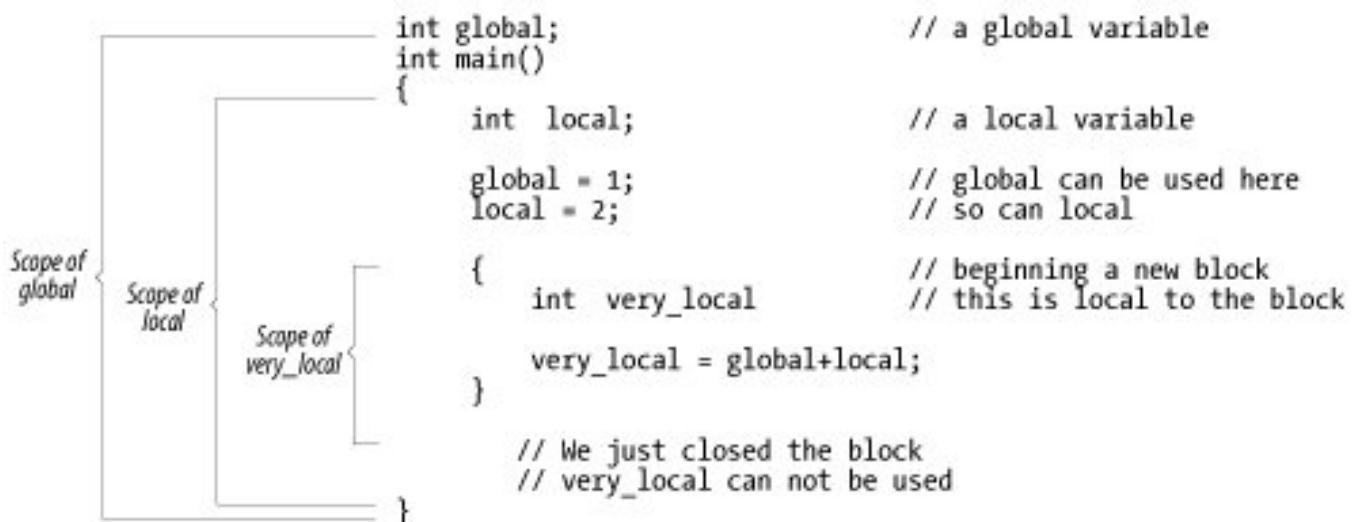 int global;                              // a global variable
int main()
{
     int  local;                         // a local variable
     global = 1;                         // global can be used here
     local = 2;                          // so can local
Scope of
global
Scope of
local
Scope of
very_local
     {                                   // beginning a new block
         int  very_local                 // this is local to the block
         very_local = global+local;
     }
        // We just closed the block
        // very_local can not be used
}